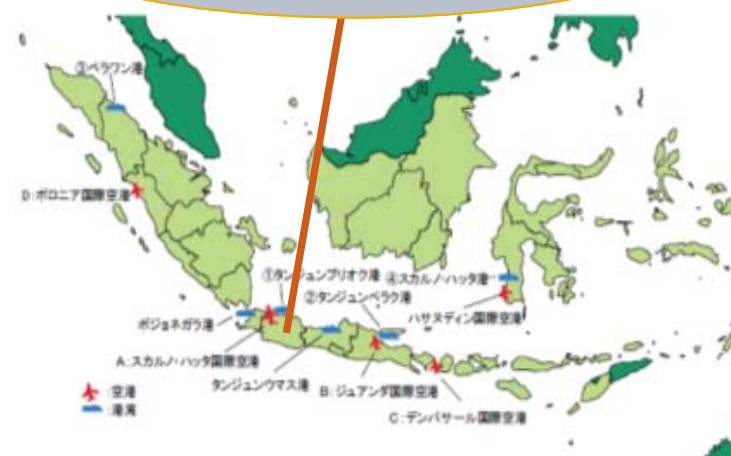 ③ベラワン港
D:ポロニア国際空港
①タンジュンプリオク港
④スカルノ・ハッタ港
②タンジュンペラク港
ハサヌディン国際空港
ボジョネガラ港
A:スカルノ・ハッタ国際空港
タンジュンウマス港
B:ジュアンダ国際空港
C:デンパサール国際空港
:空港
:港湾